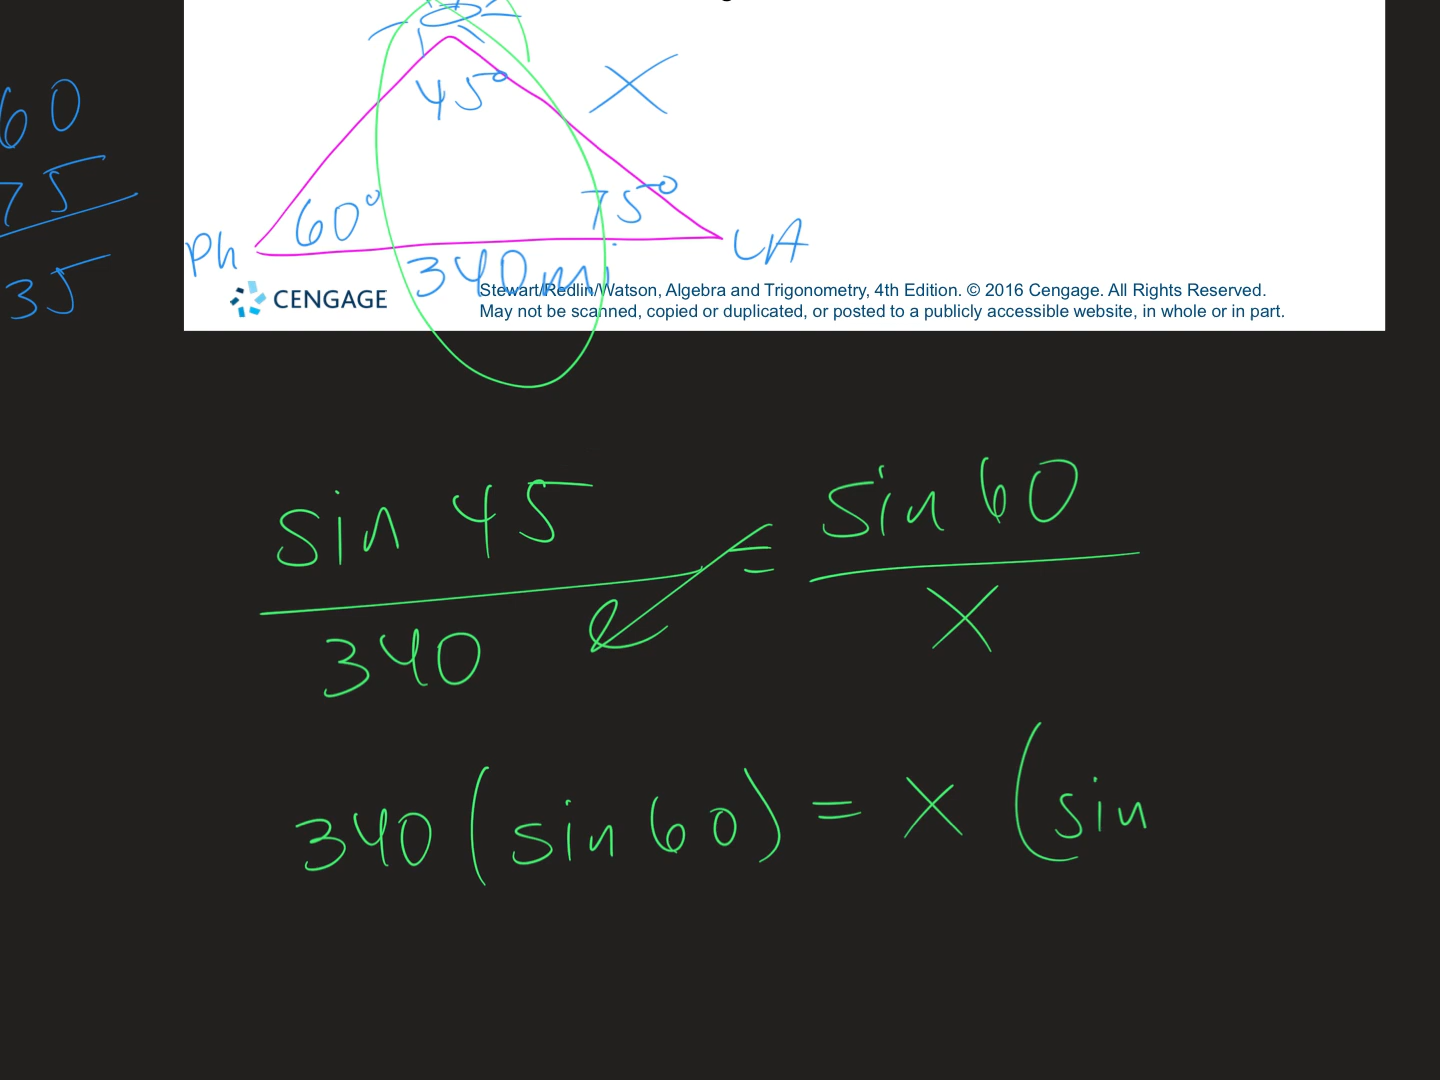 45°
X
60
75
35
60°
75°
Ph
LA
340mi
CENGAGE
Stewart/Redlin/Watson, Algebra and Trigonometry, 4th Edition. © 2016 Cengage. All Rights Reserved.
May not be scanned, copied or duplicated, or posted to a publicly accessible website, in whole or in part.
sin 45 = sin 60
340 X
340 (sin 60) = X (sin